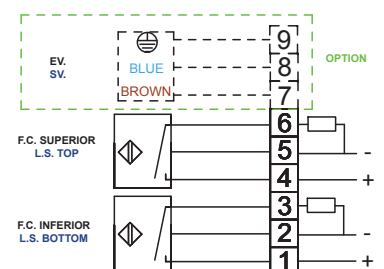 9
EV.
SV.
BLUE
8
OPTION
BROWN
7
6
F.C. SUPERIOR
L.S. TOP
5
-
4
+
3
F.C. INFERIOR
L.S. BOTTOM
2
-
1
+